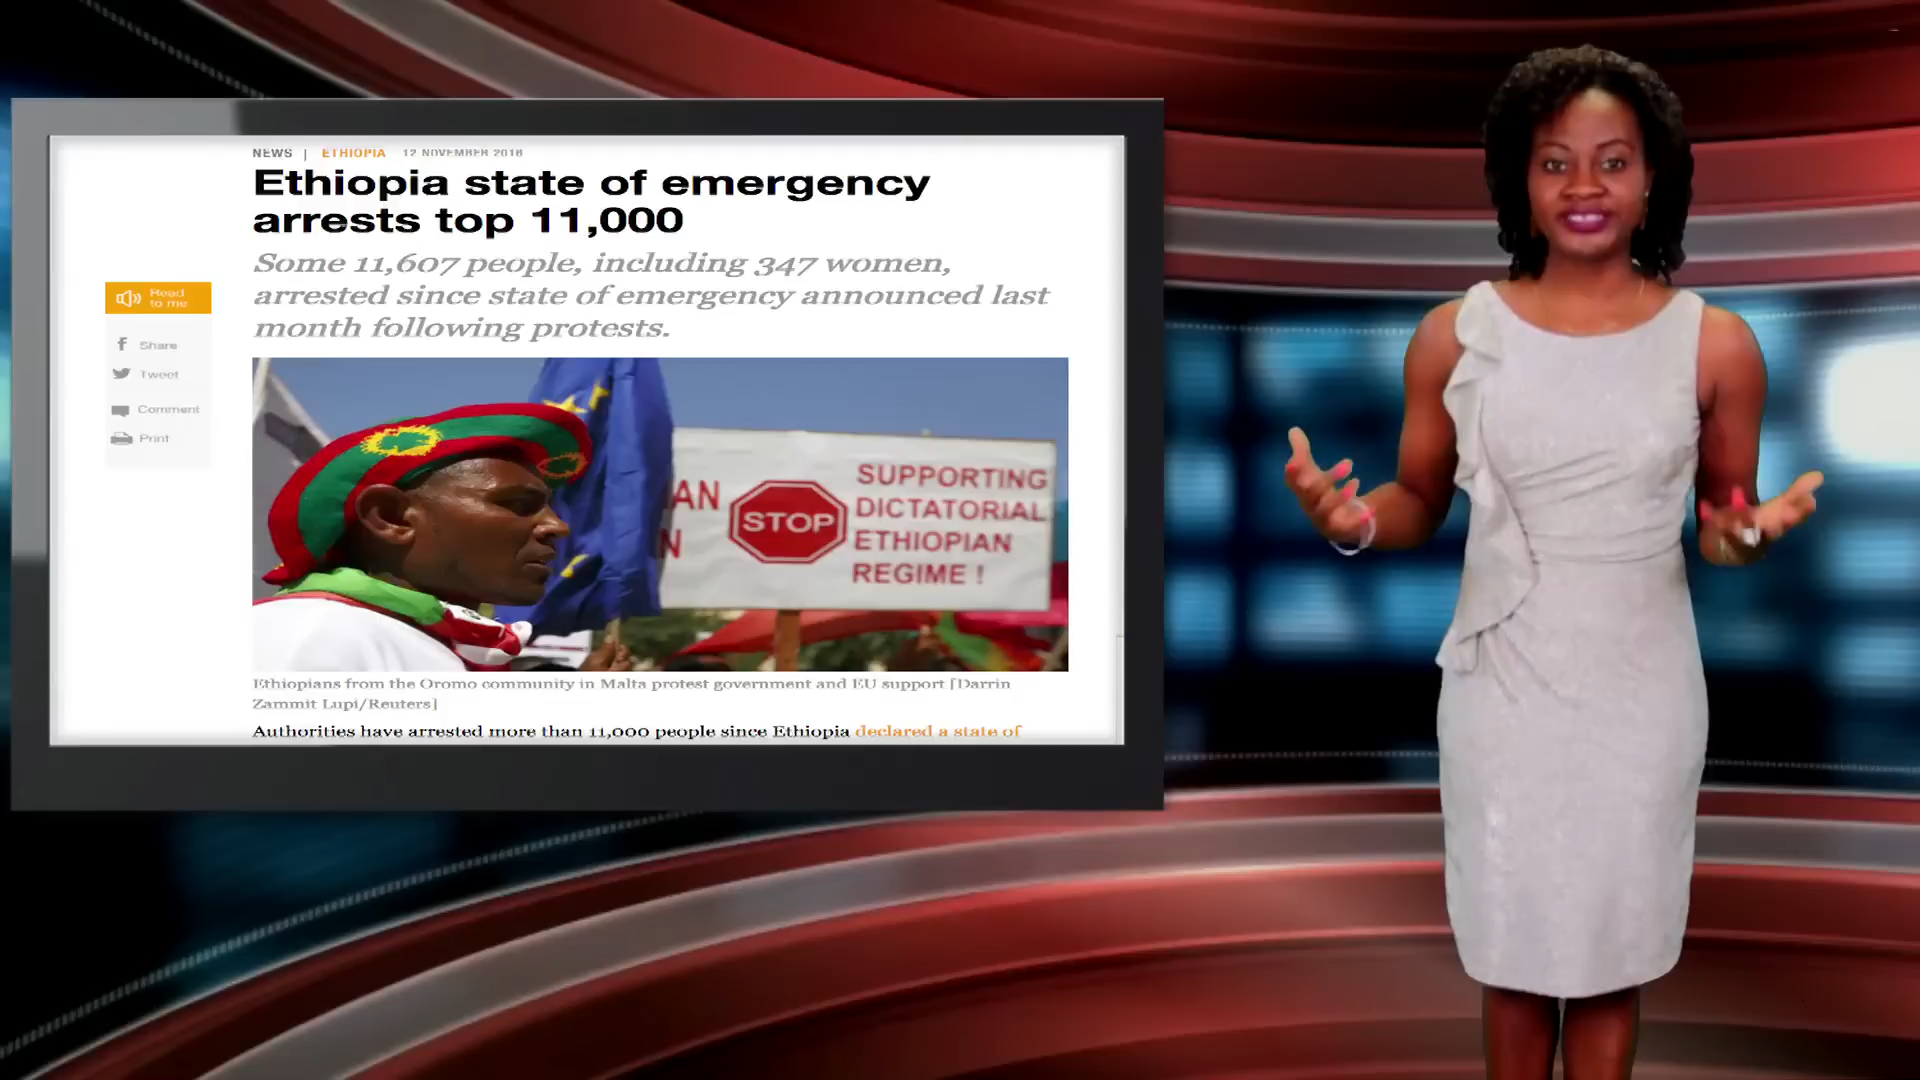 NEWS | ETHIOPIA 12 NOVEMBER 2016
Ethiopia state of emergency
arrests top 11,000
Some 11,607 people, including 347 women,
arrested since state of emergency announced last
month following protests.
Read
to me
Share
Tweet
Comment
Print
AN
N
STOP
SUPPORTING
DICTATORIAL
ETHIOPIAN
REGIME !
Ethiopians from the Oromo community in Malta protest government and EU support [Darrin
Zammit Lupi/Reuters]
Authorities have arrested more than 11,000 people since Ethiopia declared a state of